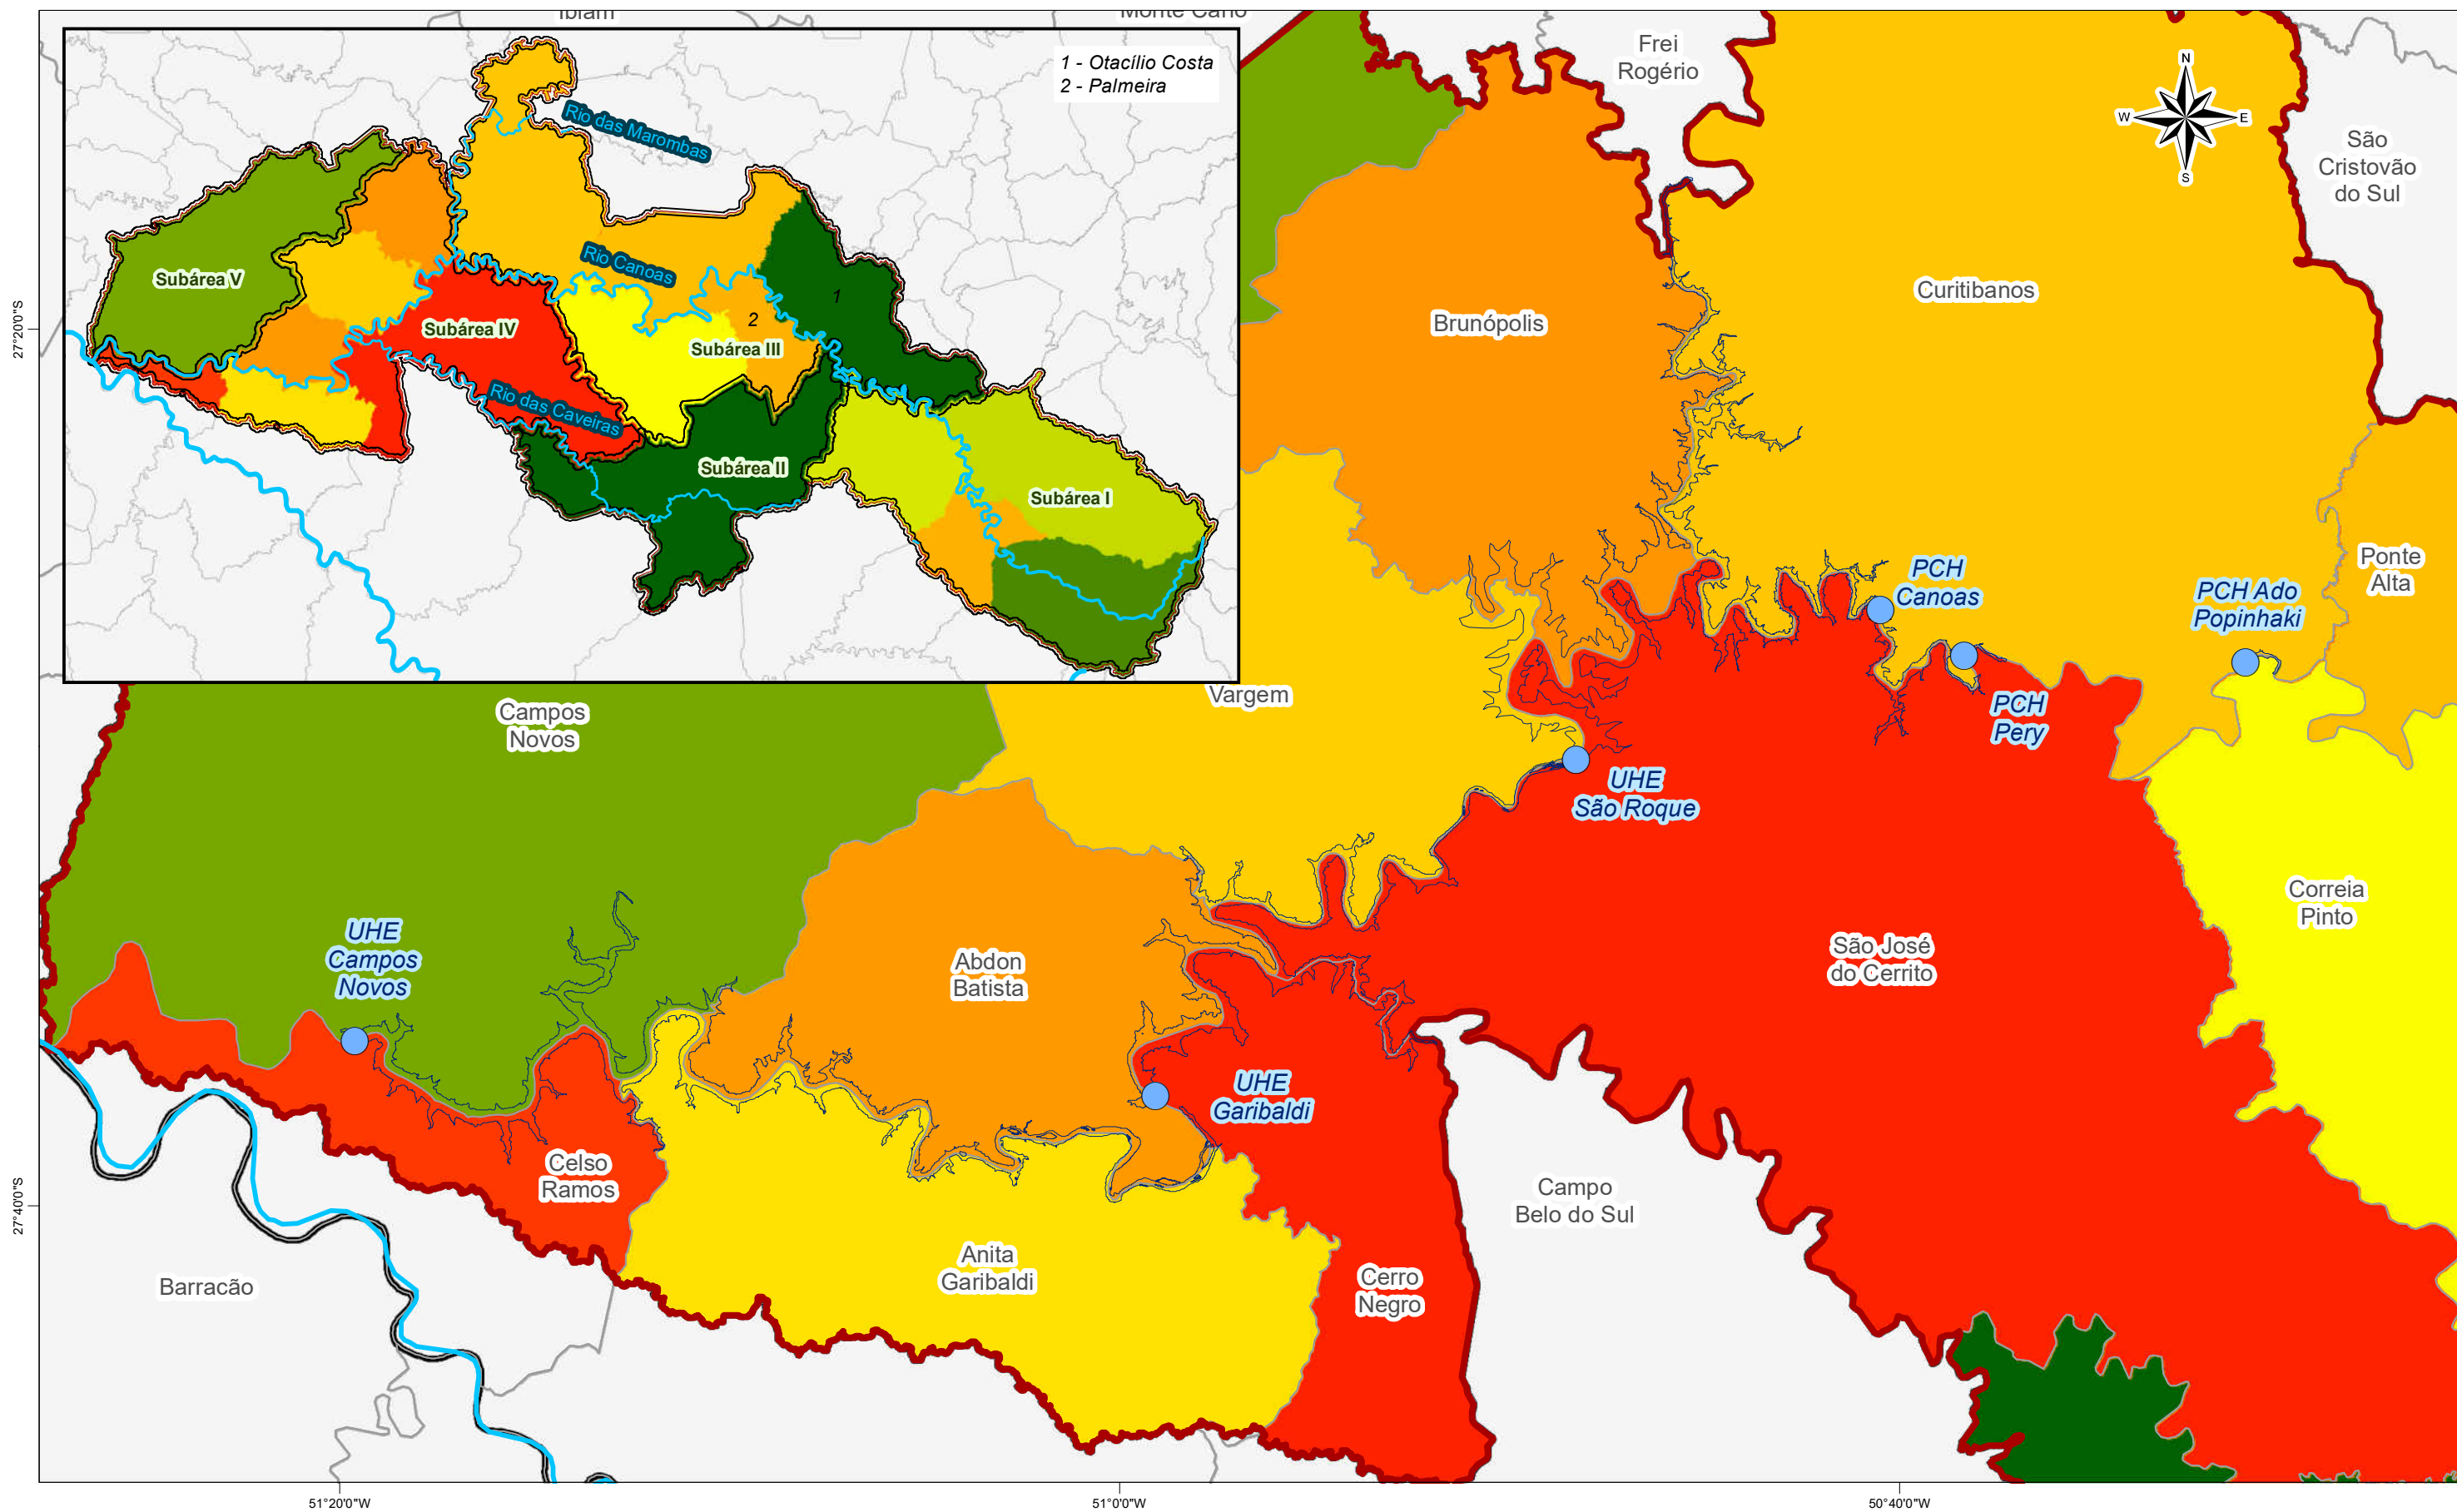 Monte Carlo
1 - Otacílio Costa
2 - Palmeira
Rio das Marombas
Rio Canoas
Rio das Caveiras
Subárea V
Subárea IV
Subárea III
Subárea II
Subárea I
1
2
Frei
Rogério
N
W
E
S
São
Cristovão
do Sul
Curitibanos
Brunópolis
Ponte
Alta
PCH
Canoas
PCH Ado
Popinhaki
PCH
Pery
Vargem
Campos
Novos
UHE
São Roque
Correia
Pinto
São José
do Cerrito
UHE
Campos
Novos
Abdon
Batista
UHE
Garibaldi
Celso
Ramos
Campo
Belo do Sul
Anita
Garibaldi
Cerro
Negro
Barracão
27°20'0"S
27°40'0"S
51°20'0"W
51°0'0"W
50°40'0"W